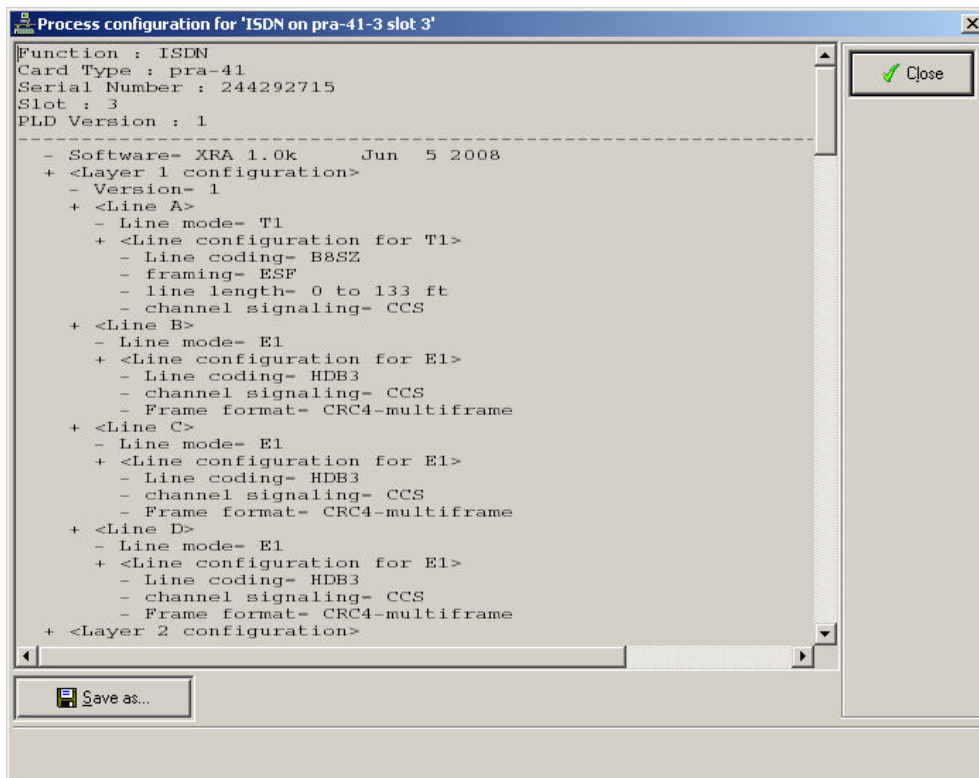 Process configuration for 'ISDN on pra-41-3 slot 3'
Function : ISDN
Card Type : pra-41
Serial Number : 244292715
Slot : 3
PLD Version : 1
- Software= XRA 1.0k      Jun  5 2008
+ <Layer 1 configuration>
- Version= 1
+ <Line A>
- Line mode= T1
+ <Line configuration for T1>
- Line coding= B8SZ
- framing= ESF
- line length= 0 to 133 ft
- channel signaling= CCS
+ <Line B>
- Line mode= E1
+ <Line configuration for E1>
- Line coding= HDB3
- channel signaling= CCS
- Frame format= CRC4-multiframe
+ <Line C>
- Line mode= E1
+ <Line configuration for E1>
- Line coding= HDB3
- channel signaling= CCS
- Frame format= CRC4-multiframe
+ <Line D>
- Line mode= E1
+ <Line configuration for E1>
- Line coding= HDB3
- channel signaling= CCS
- Frame format= CRC4-multiframe
+ <Layer 2 configuration>
Close
Save as...